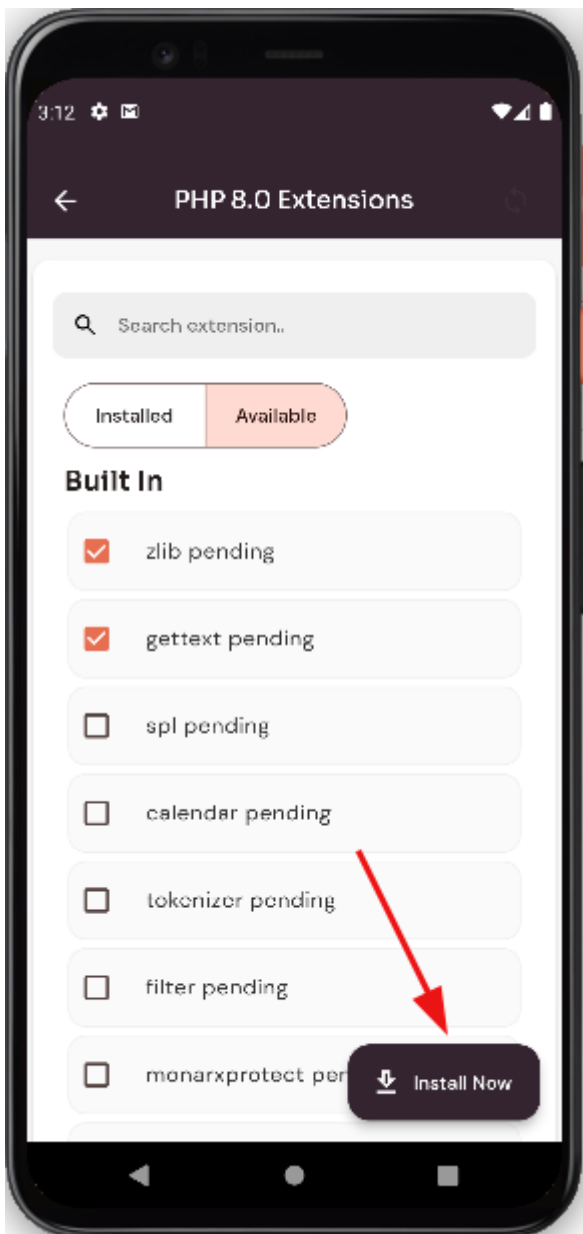 3:12
PHP 8.0 Extensions
Search extension..
Installed Available
Built In
zlib pending
gettext pending
spl pending
calendar pending
tokenizer pending
filter pending
monarxprotect per
Install Now